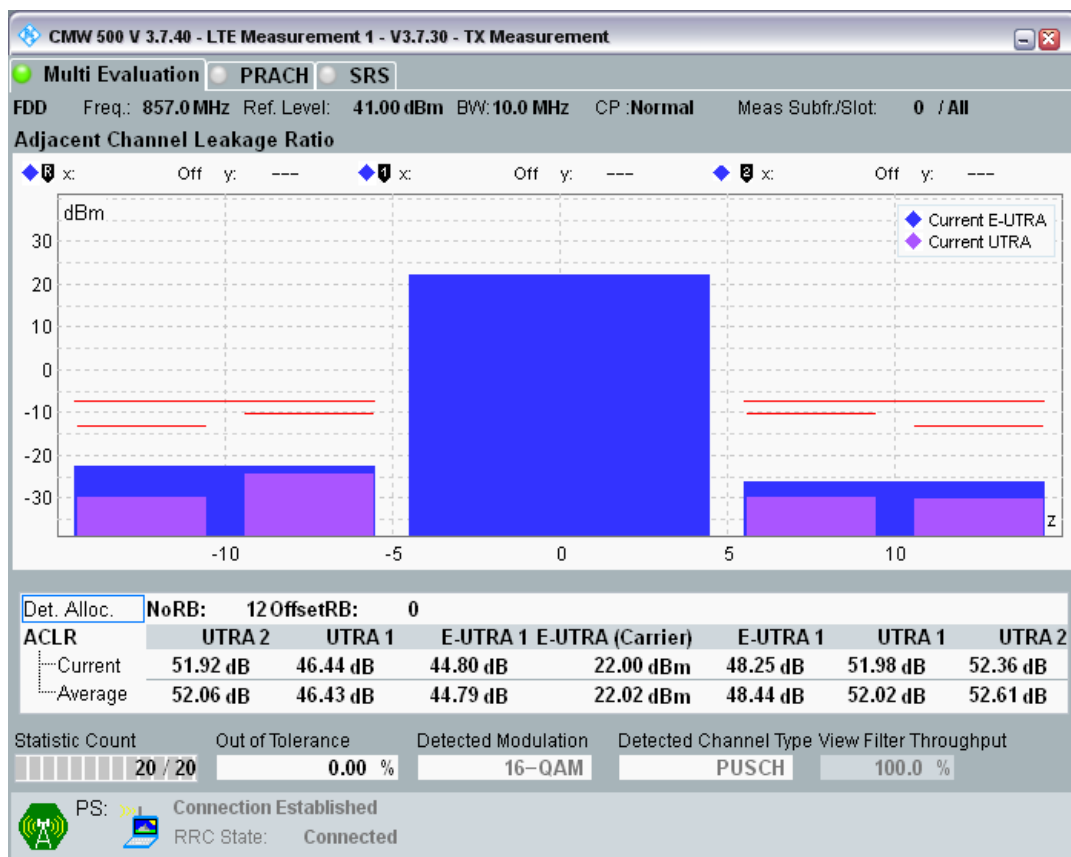 CMW 500 V 3.7.40 - LTE Measurement 1 - V3.7.30 - TX Measurement
Multi Evaluation PRACH SRS
FDD Freq.: 857.0 MHz Ref. Level: 41.00 dBm BW: 10.0 MHz CP :Normal Meas Subfr./Slot: 0 / All
Adjacent Channel Leakage Ratio
R x: Off y: --- 1 x: Off y: --- 2 x: Off y: ---
dBm
Current E-UTRA
Current UTRA
30
20
10
0
-10
-20
-30
z
-10 -5 0 5 10
Det. Alloc. NoRB: 12 OffsetRB: 0
ACLR UTRA 2 UTRA 1 E-UTRA 1 E-UTRA (Carrier) E-UTRA 1 UTRA 1 UTRA 2
Current 51.92 dB 46.44 dB 44.80 dB 22.00 dBm 48.25 dB 51.98 dB 52.36 dB
Average 52.06 dB 46.43 dB 44.79 dB 22.02 dBm 48.44 dB 52.02 dB 52.61 dB
Statistic Count Out of Tolerance Detected Modulation Detected Channel Type View Filter Throughput
20 / 20 0.00 % 16-QAM PUSCH 100.0 %
PS: Connection Established
RRC State: Connected